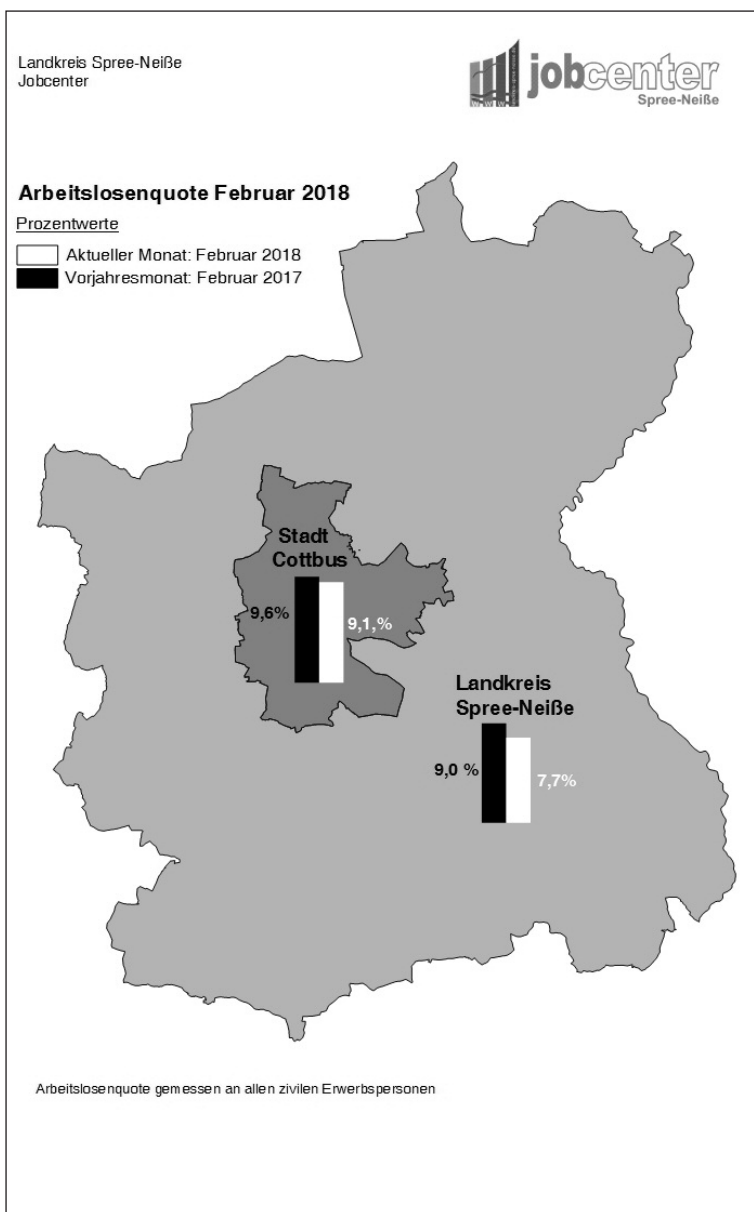 Landkreis Spree-Neiße
Jobcenter
jobcenter
Spree-Neiße
Arbeitslosenquote Februar 2018
Prozentwerte
Aktueller Monat: Februar 2018
Vorjahresmonat: Februar 2017
Stadt
Cottbus
9,6%
9,1,%
Landkreis
Spree-Neiße
9,0 %
7,7%
Arbeitslosenquote gemessen an allen zivilen Erwerbspersonen